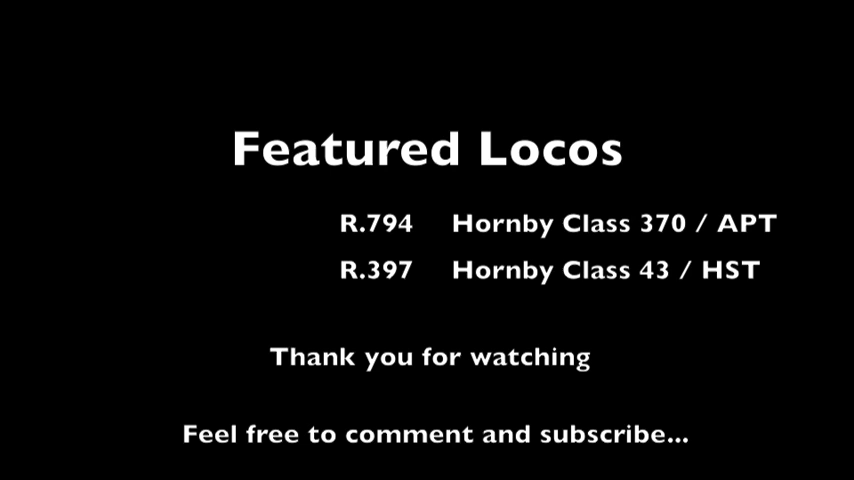 Featured Locos
R.794 Hornby Class 370 / APT
R.397 Hornby Class 43 / HST
Thank you for watching
Feel free to comment and subscribe...